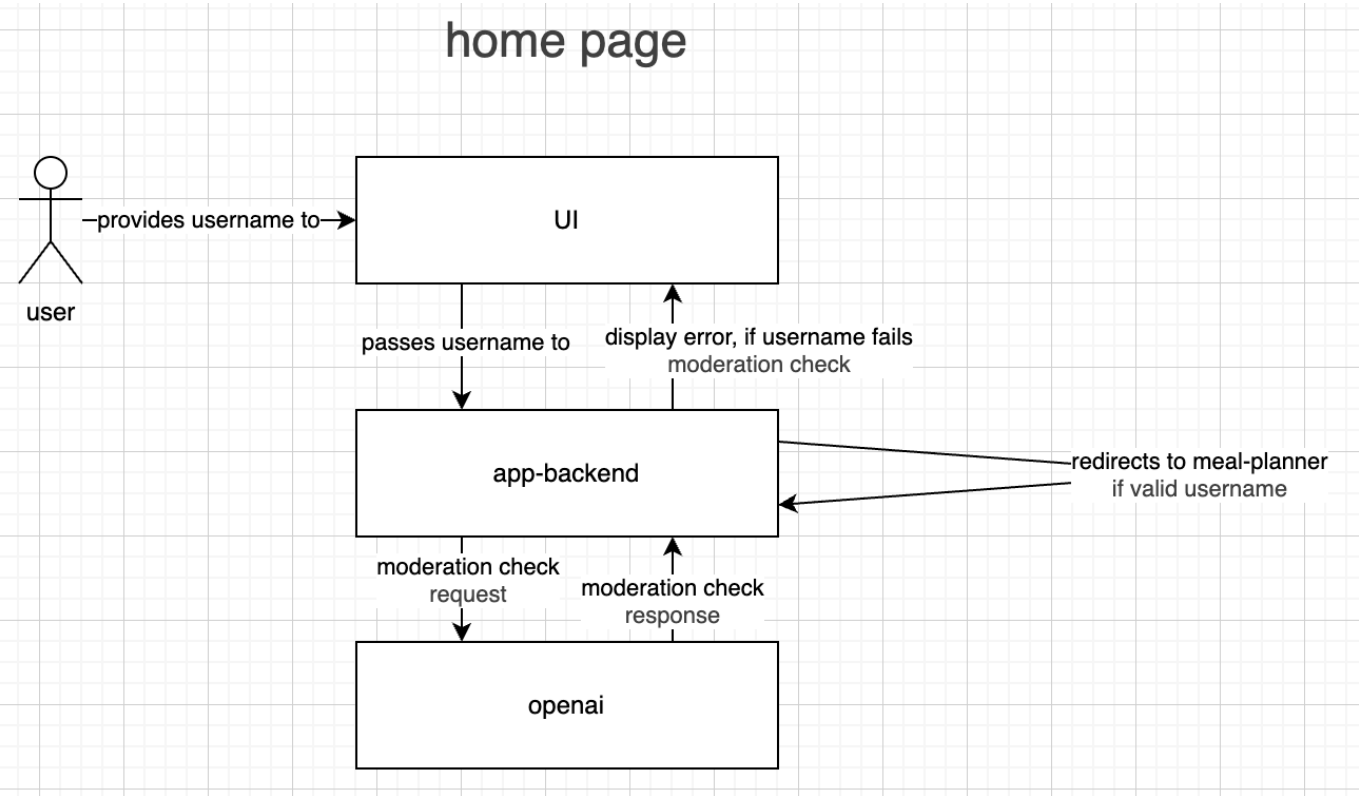 home page
provides username to
UI
user
passes username to
display error, if username fails
moderation check
app-backend
redirects to meal-planner
if valid username
moderation check
request
moderation check
response
openai